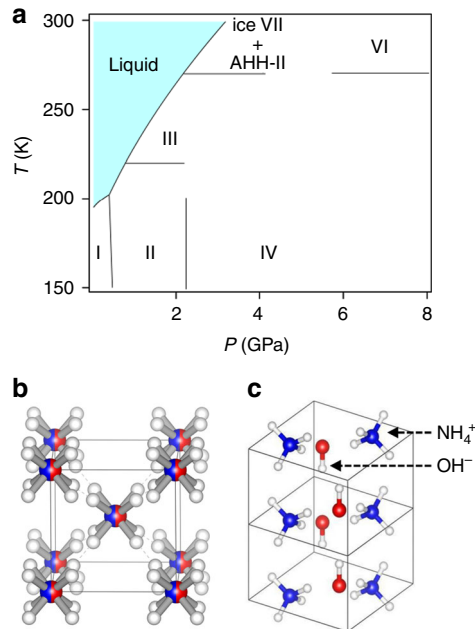 a
300
250
200
150
T (K)
Liquid
ice VII
+
AHH-II
VI
III
I
II
IV
2
4
6
8
P (GPa)
b
c
NH₄⁺
OH⁻